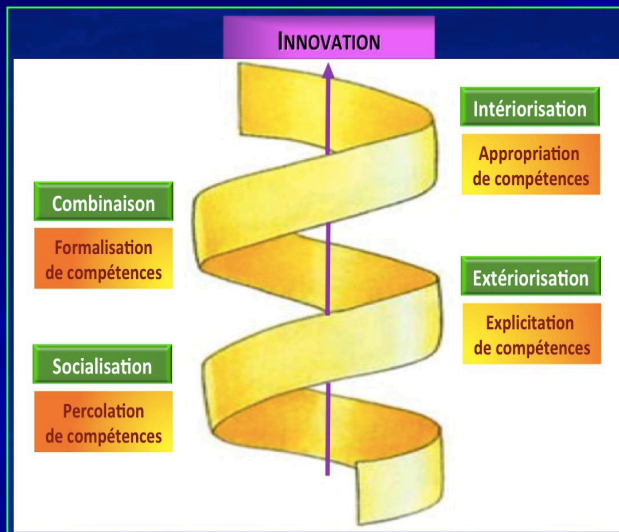 INNOVATION
Intériorisation
Appropriation
de compétences
Combinaison
Formalisation
de compétences
Extériorisation
Explicitation
de compétences
Socialisation
Percolation
de compétences